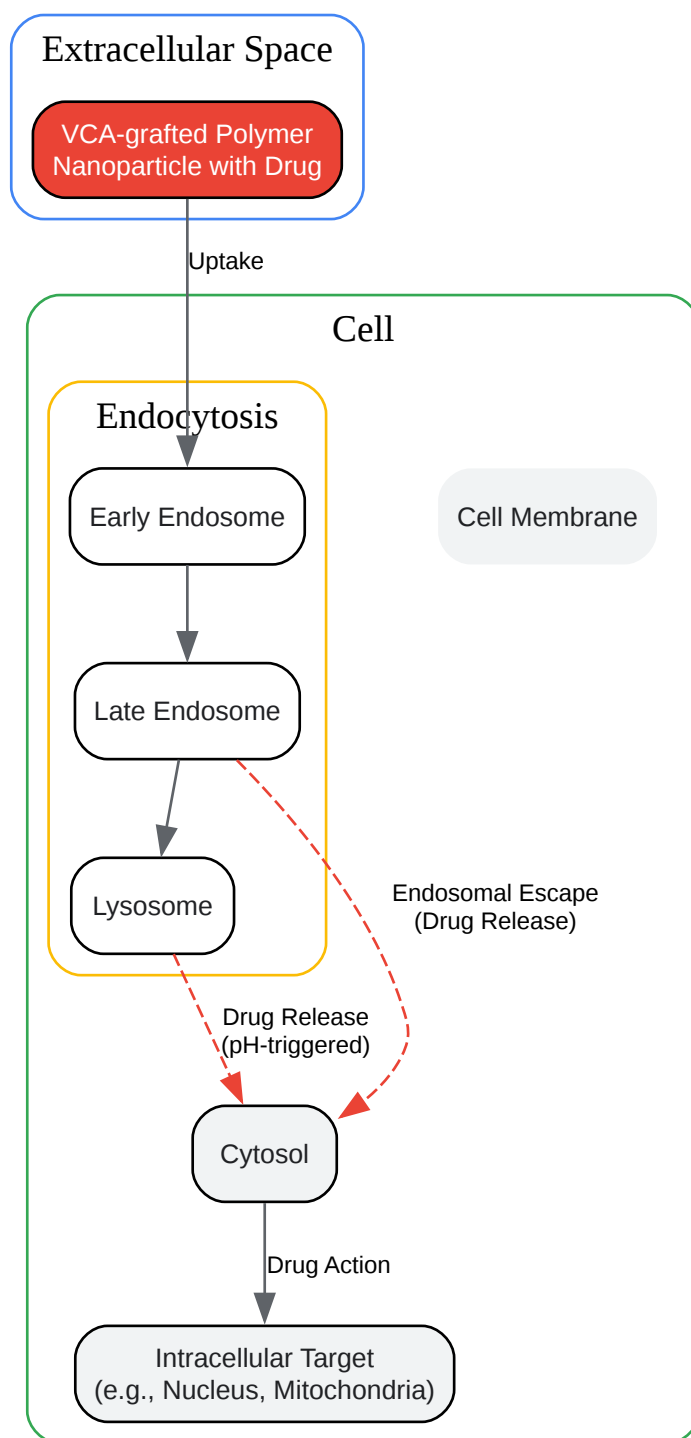 Extracellular Space
VCA-grafted Polymer
Nanoparticle with Drug
Uptake
Cell
Endocytosis
Early Endosome
Cell Membrane
Late Endosome
Endosomal Escape
(Drug Release)
Lysosome
Drug Release
(pH-triggered)
Cytosol
Drug Action
Intracellular Target
(e.g., Nucleus, Mitochondria)